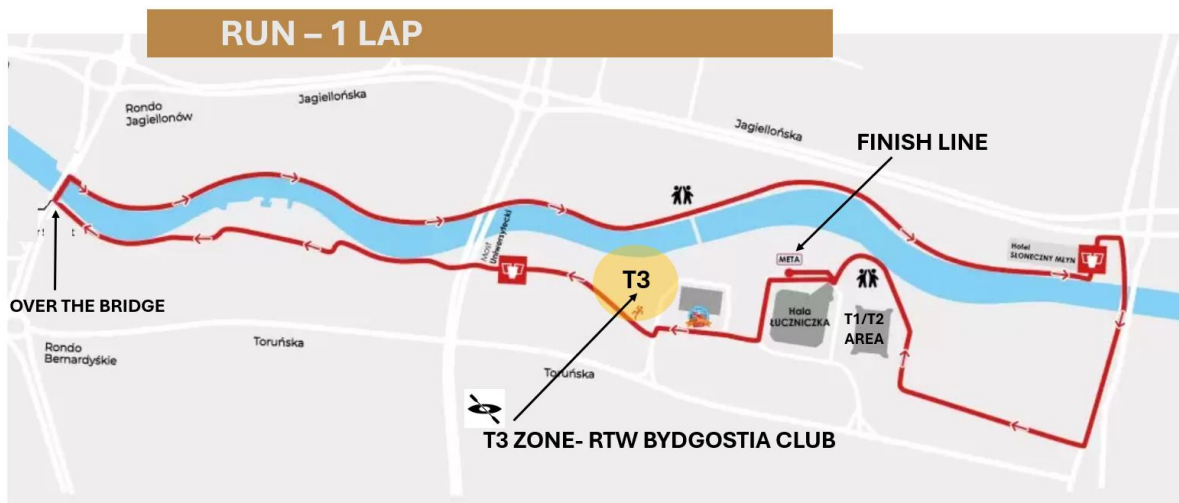 RUN – 1 LAP
Rondo
Jagiellonów
Jagiellońska
Jagiellońska
FINISH LINE
Most
Uniwersytecki
Hotel
SŁONECZNY MŁYN
META
T3
OVER THE BRIDGE
Hala
ŁUCZNICZKA
T1/T2
AREA
Rondo
Bernardyśkie
Toruńska
Toruńska
T3 ZONE- RTW BYDGOSTIA CLUB